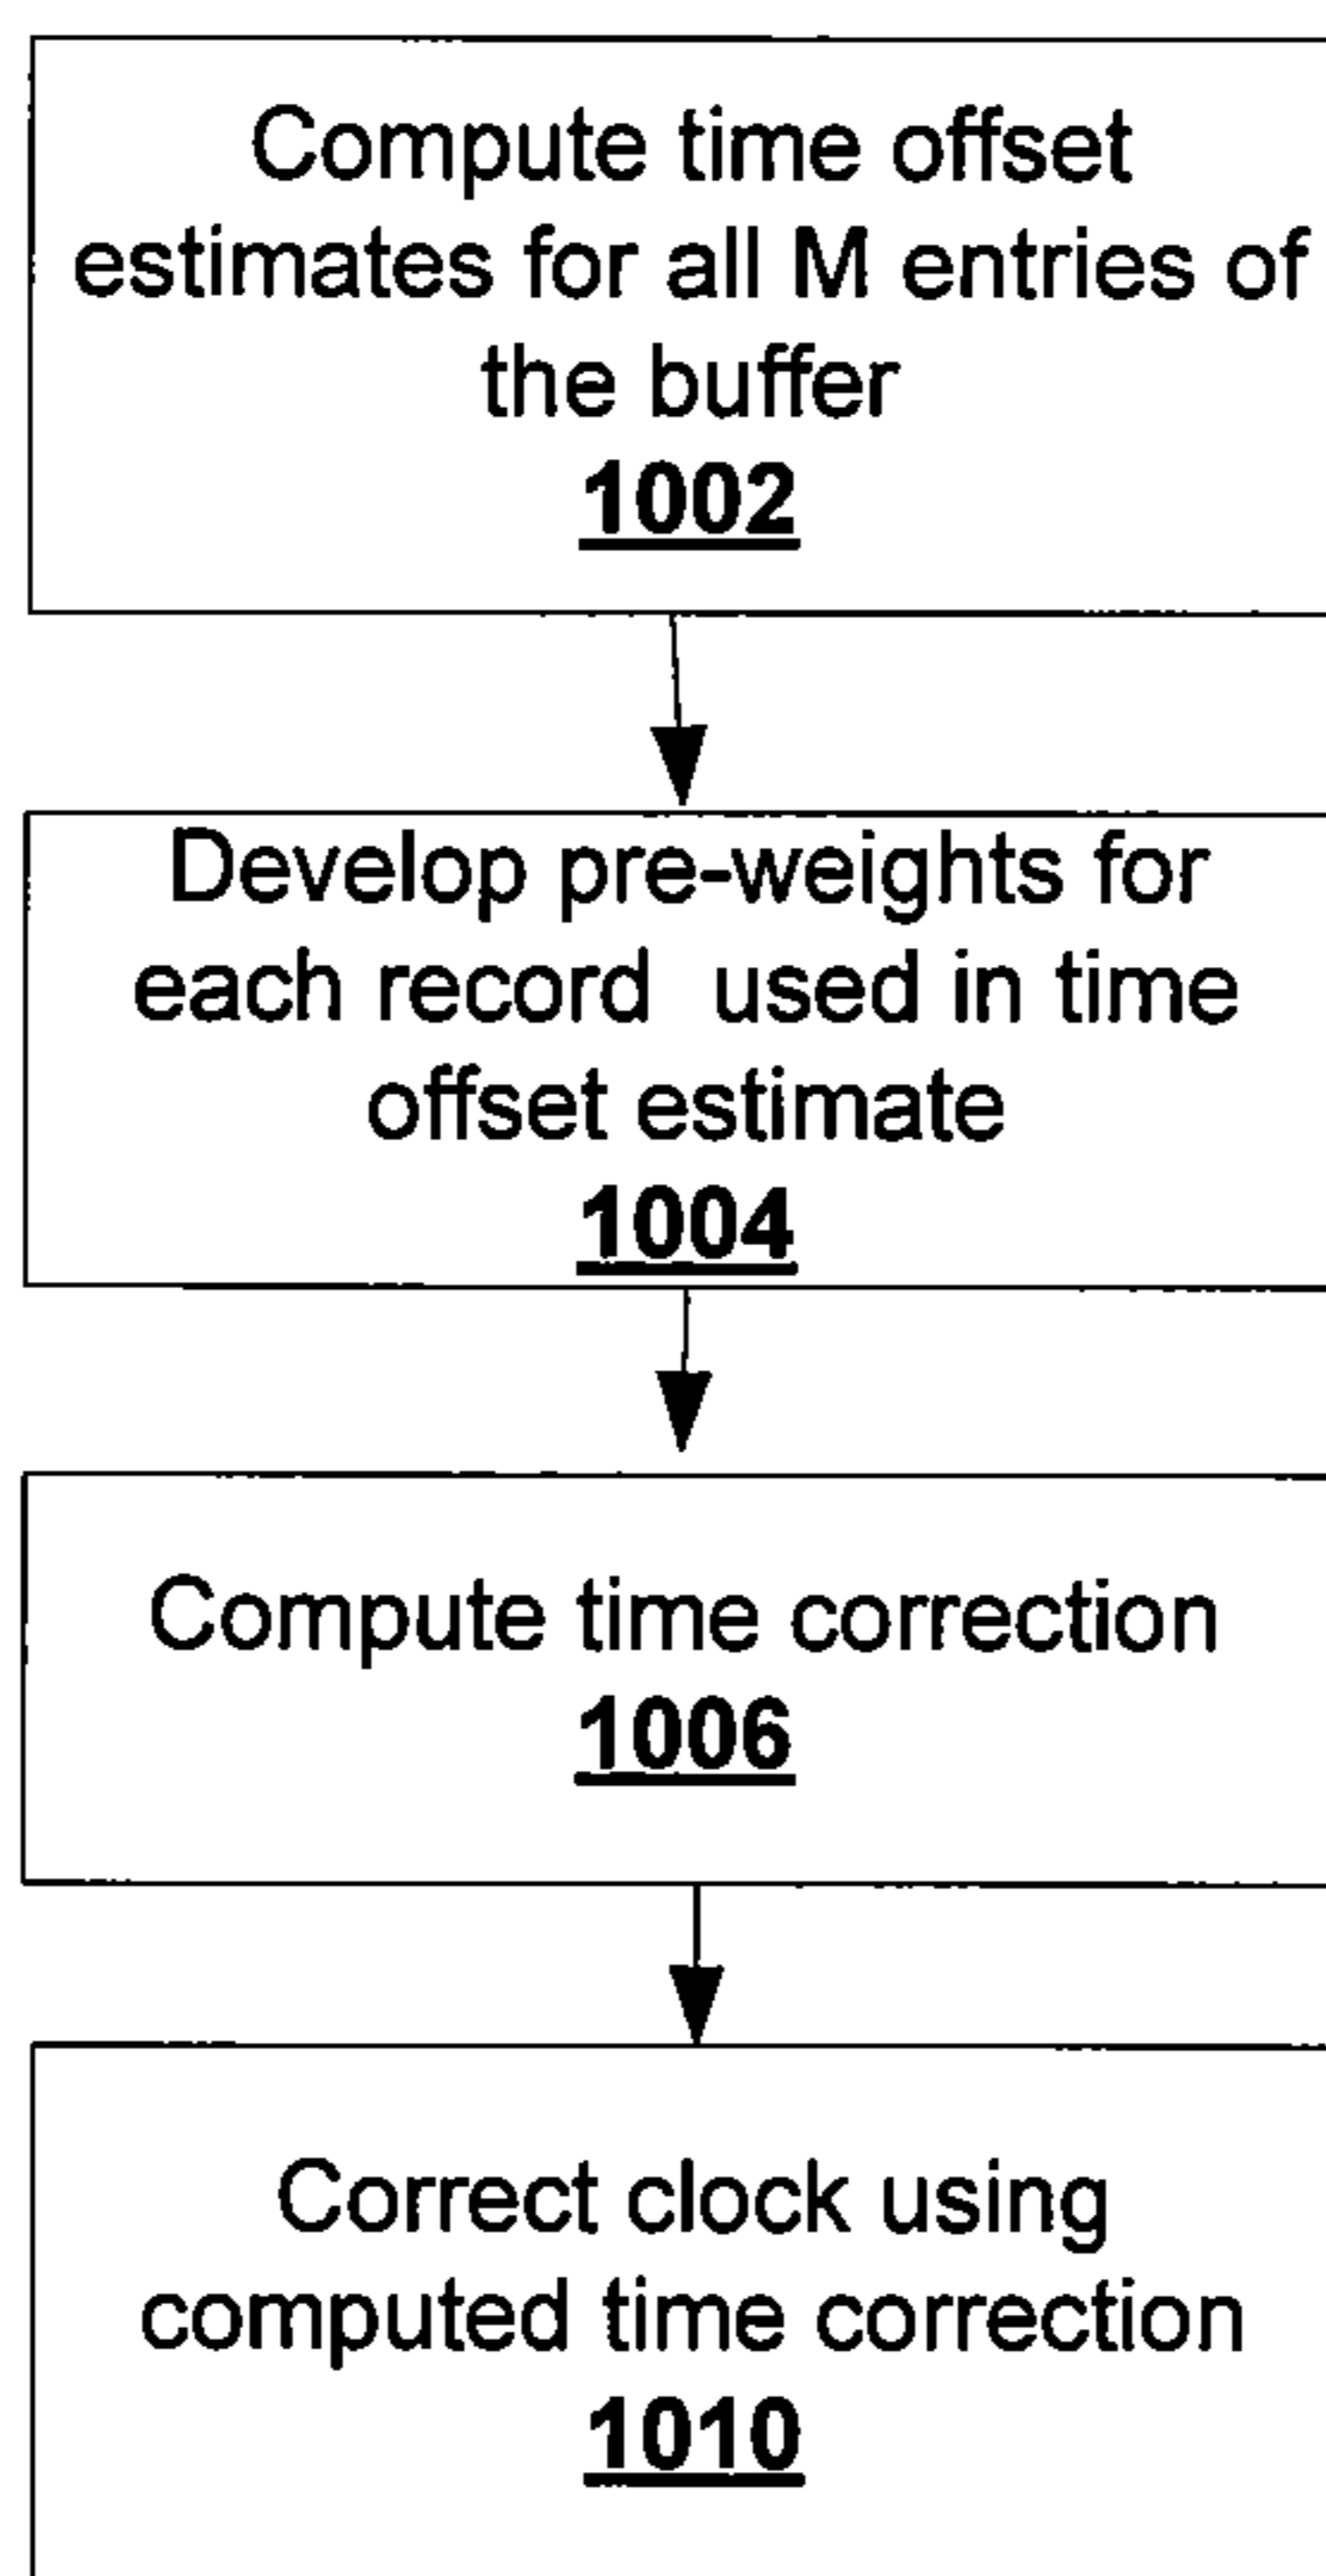 Compute time offset
estimates for all M entries of
the buffer
1002
Develop pre-weights for
each record used in time
offset estimate
1004
Compute time correction
1006
Correct clock using
computed time correction
1010